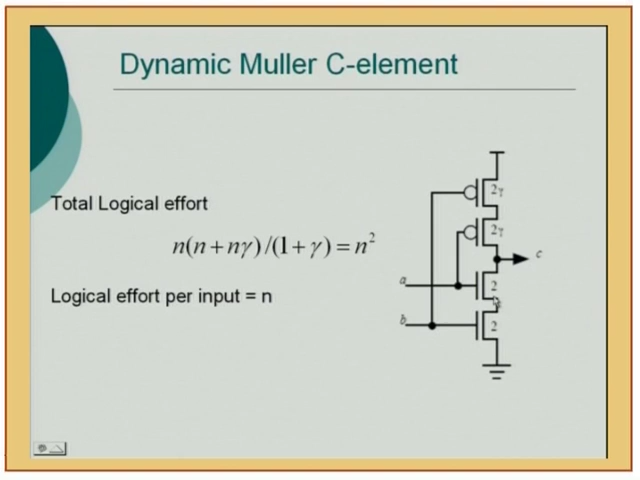 Dynamic Muller C-element
Total Logical effort
n(n+nγ)/(1+γ)=n²
Logical effort per input = n
2γ
2γ
c
a
2
b
2